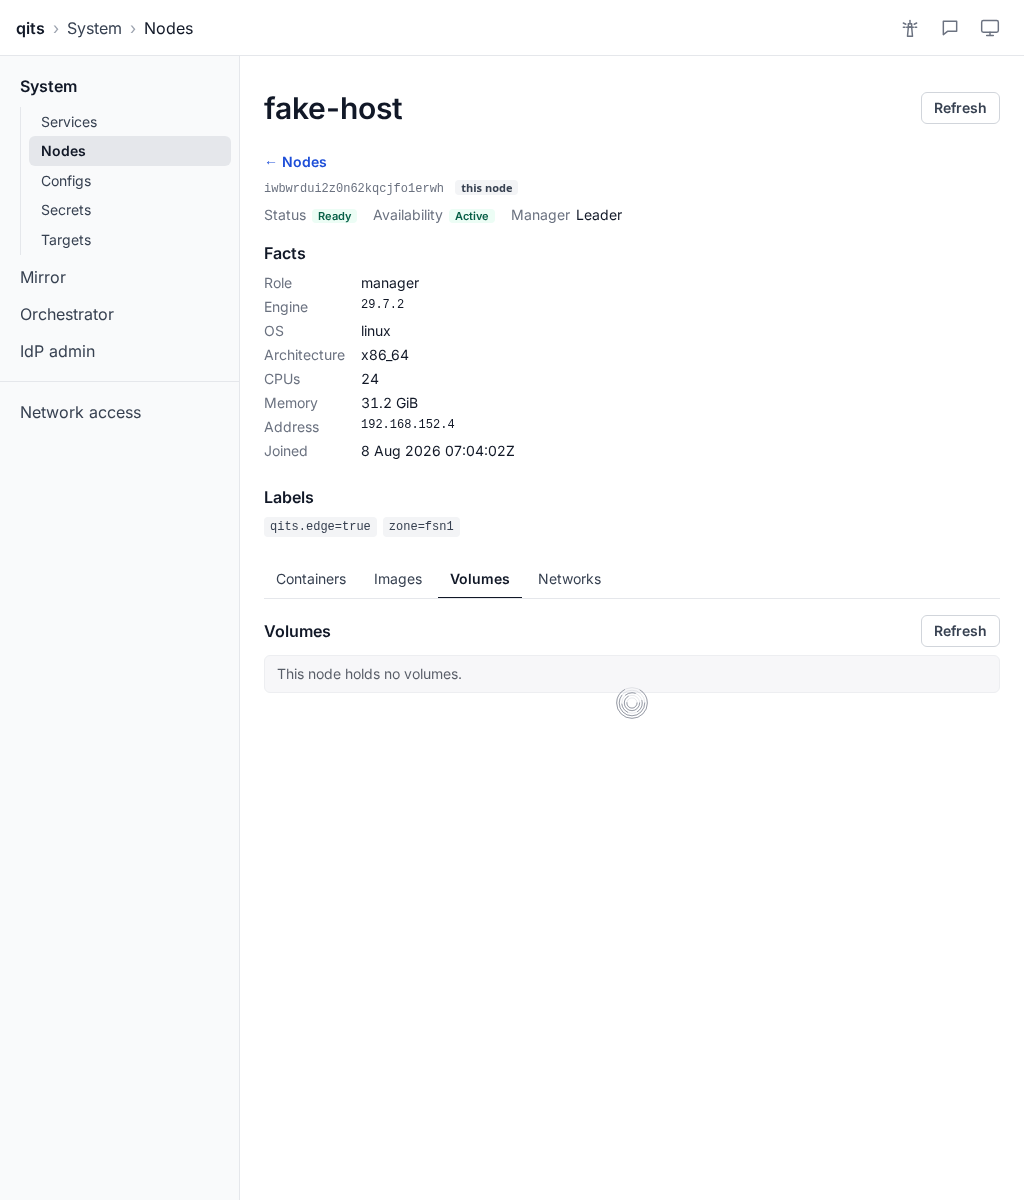 qits › System › Nodes
System
Services
Nodes
Configs
Secrets
Targets
Mirror
Orchestrator
IdP admin
Network access
fake-host
Refresh
← Nodes
iwbwrdui2z0n62kqcjfo1erwh this node
Status Ready Availability Active Manager Leader
Facts
Role manager
Engine 29.7.2
OS linux
Architecture x86_64
CPUs 24
Memory 31.2 GiB
Address 192.168.152.4
Joined 8 Aug 2026 07:04:02Z
Labels
qits.edge=true zone=fsn1
Containers Images Volumes Networks
Volumes
Refresh
This node holds no volumes.